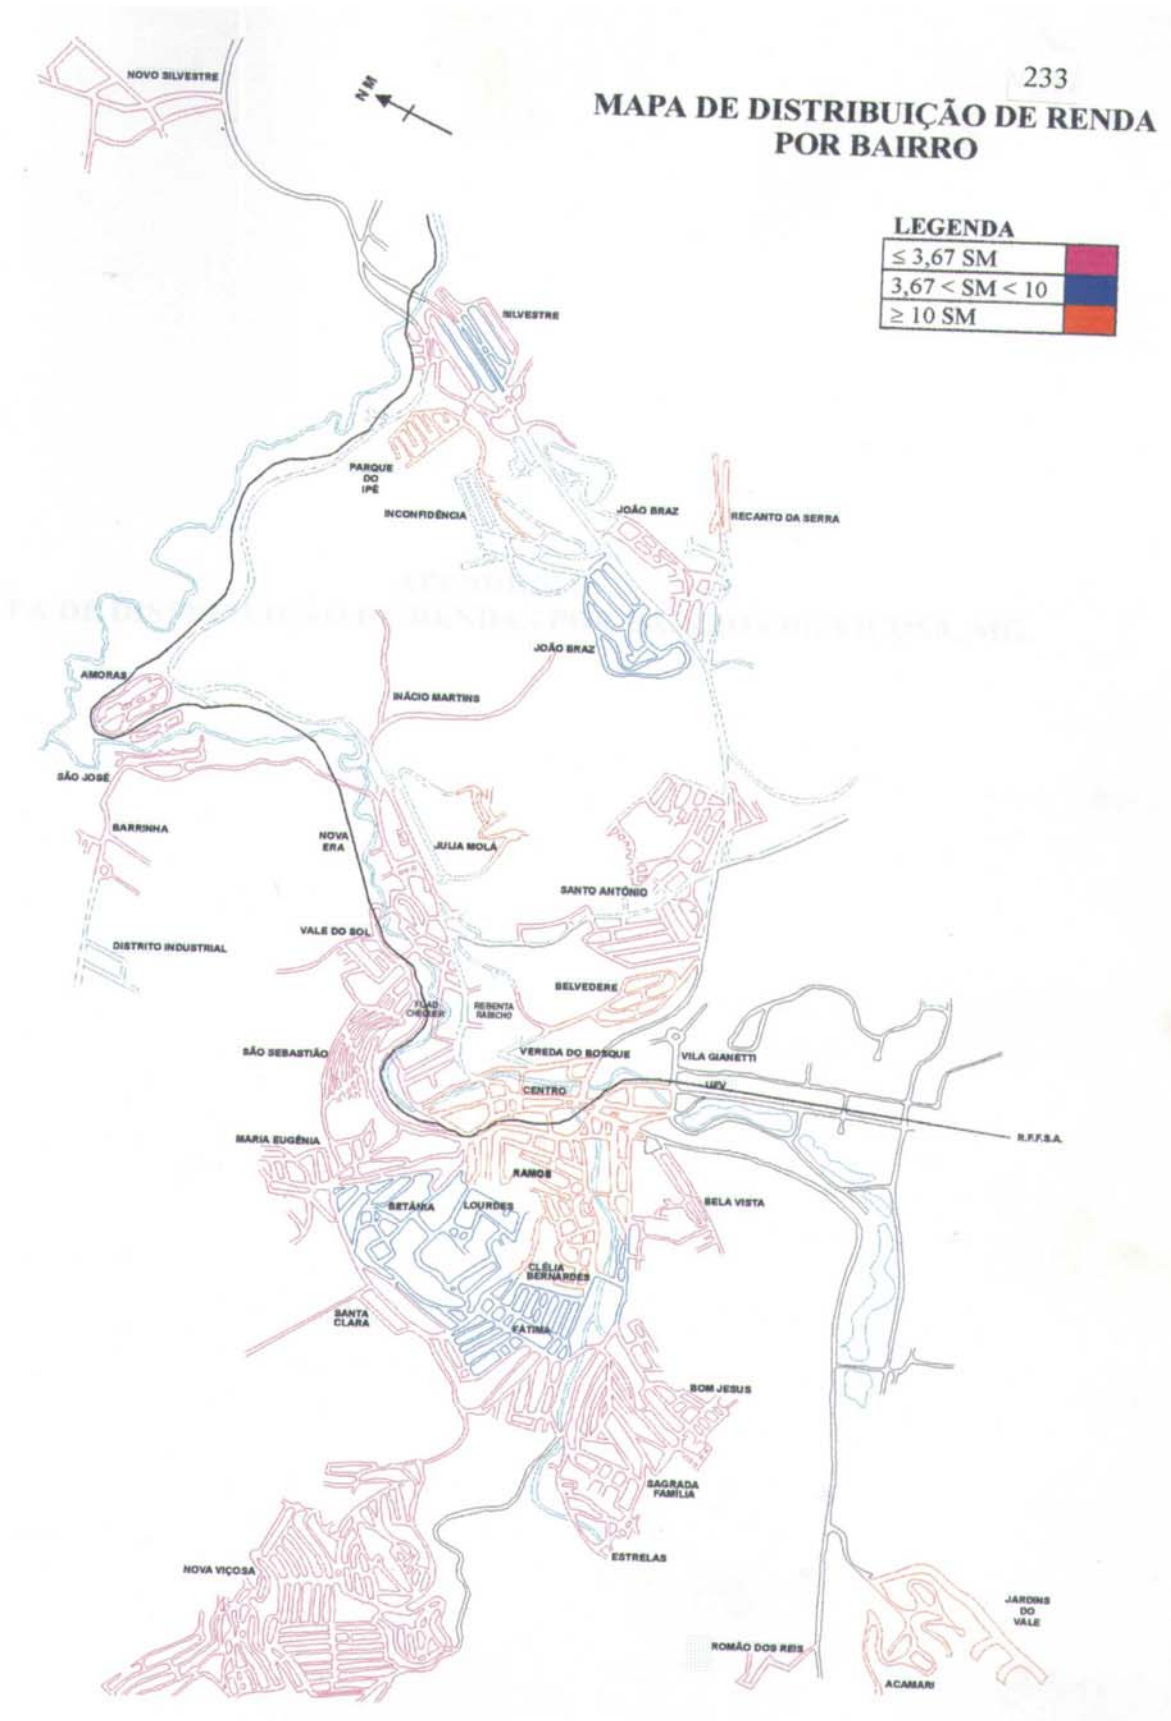 233
MAPA DE DISTRIBUIÇÃO DE RENDA
POR BAIRRO
LEGENDA
≤ 3,67 SM
3,67 < SM < 10
≥ 10 SM
NM
NOVO SILVESTRE
SILVESTRE
PARQUE
DO
IPÊ
INCONFIDÊNCIA
JOÃO BRAZ
RECANTO DA SERRA
JOÃO BRAZ
AMORAS
INÁCIO MARTINS
SÃO JOSÉ
BARRINHA
NOVA
ERA
JULIA MOLÁ
SANTO ANTÔNIO
VALE DO SOL
DISTRITO INDUSTRIAL
BELVEDERE
FUAD
CHEQUER
REBENTA
RABICHO
SÃO SEBASTIÃO
VEREDA DO BOSQUE
VILA GIANETTI
CENTRO
UFV
R.F.F.S.A.
MARIA EUGÊNIA
RAMOS
BETÂNIA
LOURDES
BELA VISTA
CLÉLIA
BERNARDES
SANTA
CLARA
FÁTIMA
BOM JESUS
SAGRADA
FAMÍLIA
ESTRELAS
NOVA VIÇOSA
JARDINS
DO
VALE
ROMÃO DOS REIS
ACAMARI